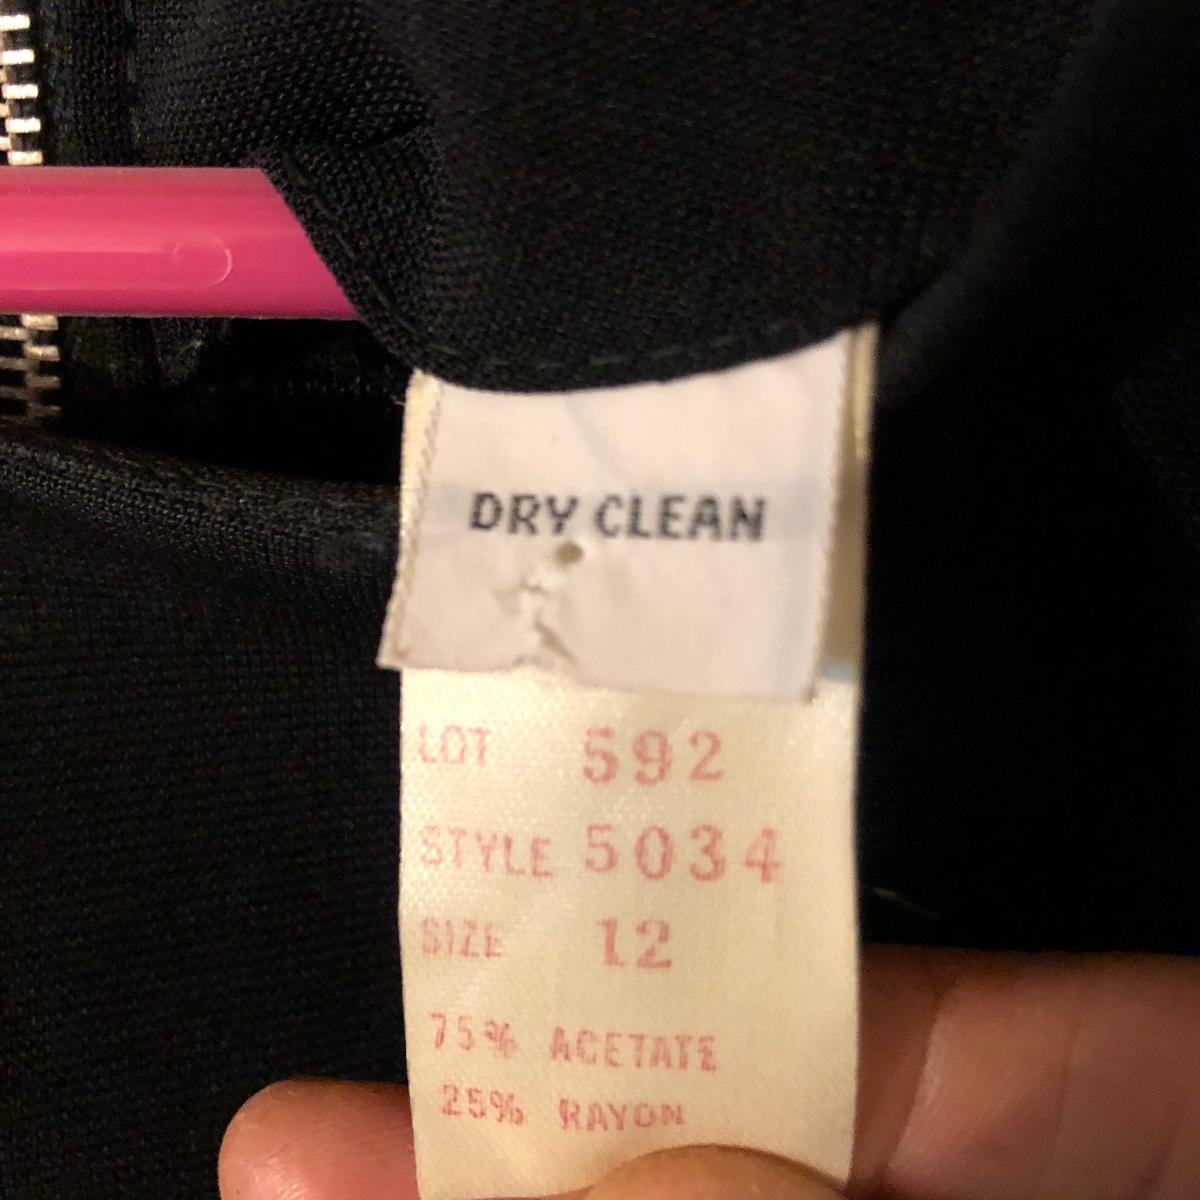 DRY CLEAN
LOT 592
STYLE 5034
SIZE 12
75% ACETATE
25% RAYON